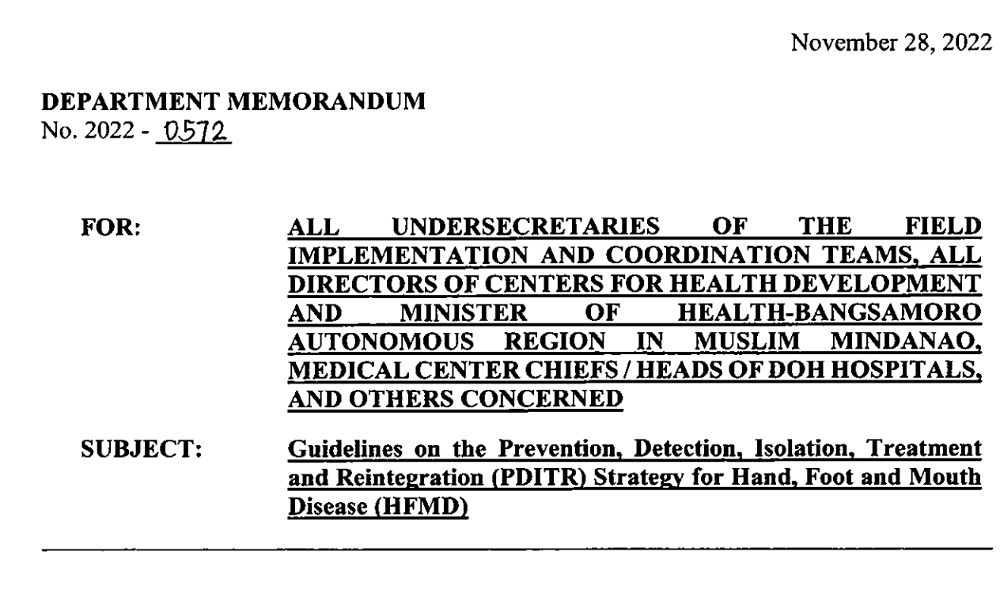 November 28, 2022
DEPARTMENT MEMORANDUM
No. 2022 - 0572
FOR: ALL UNDERSECRETARIES OF THE FIELD
IMPLEMENTATION AND COORDINATION TEAMS, ALL
DIRECTORS OF CENTERS FOR HEALTH DEVELOPMENT
AND MINISTER OF HEALTH-BANGSAMORO
AUTONOMOUS REGION IN MUSLIM MINDANAO,
MEDICAL CENTER CHIEFS / HEADS OF DOH HOSPITALS,
AND OTHERS CONCERNED
SUBJECT: Guidelines on the Prevention, Detection, Isolation, Treatment
and Reintegration (PDITR) Strategy for Hand, Foot and Mouth
Disease (HFMD)